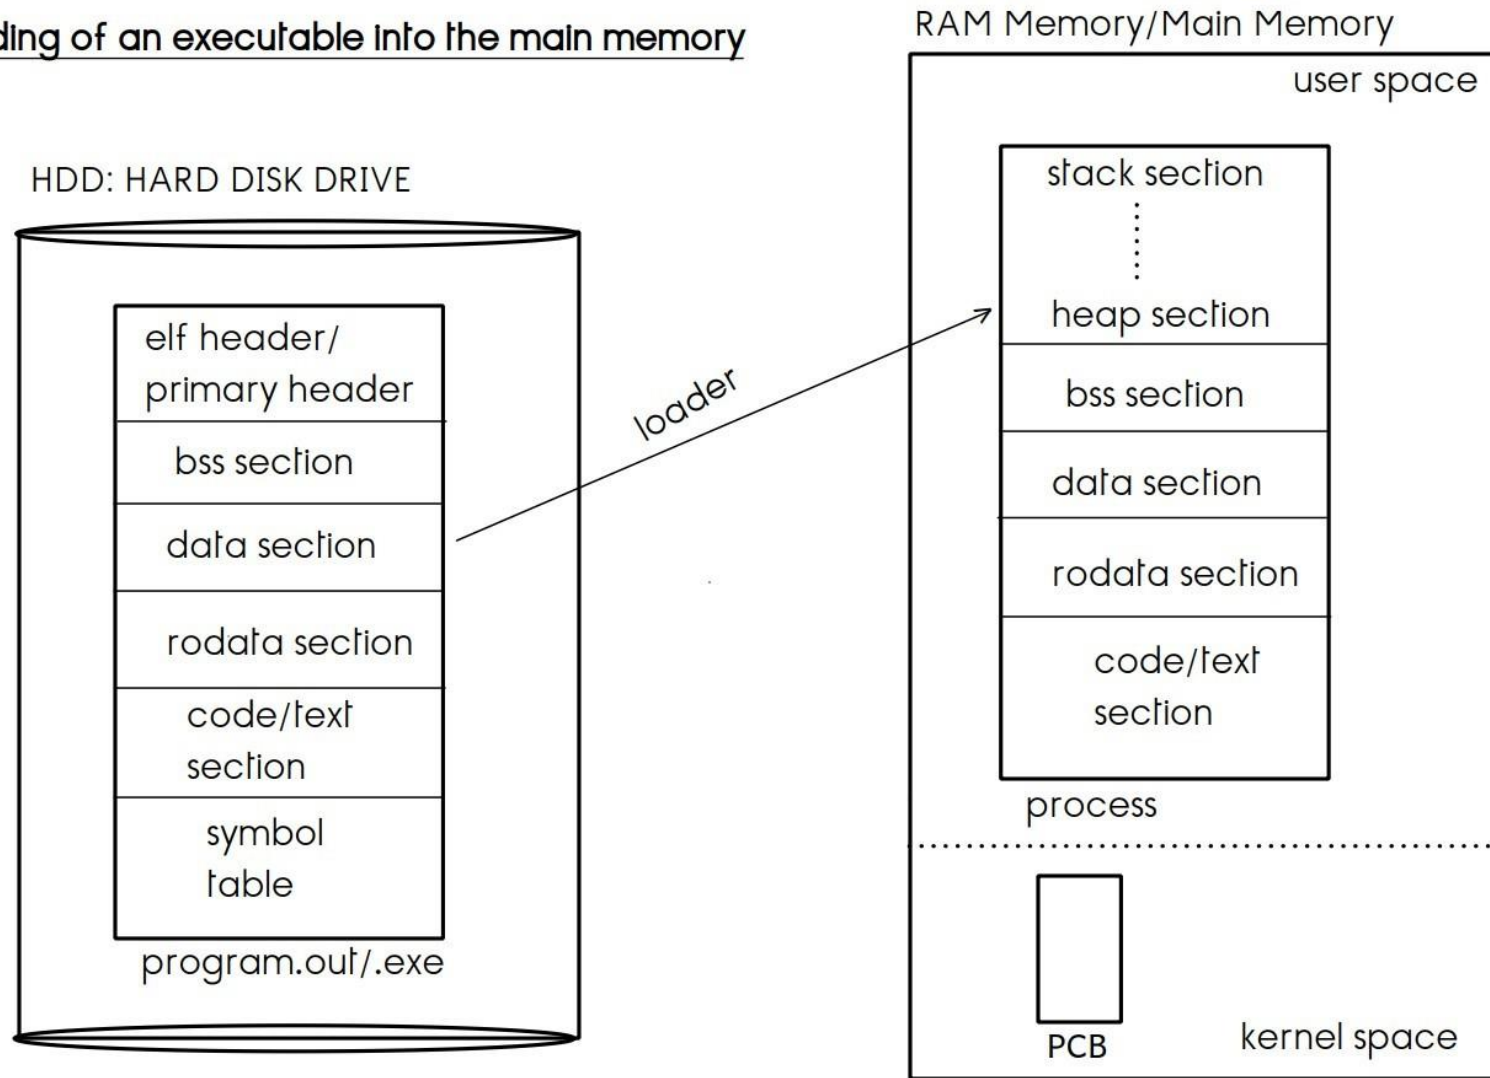 ding of an executable into the main memory
HDD: HARD DISK DRIVE
elf header/
primary header
bss section
data section
rodata section
code/text
section
symbol
table
program.out/.exe
loader
RAM Memory/Main Memory
user space
stack section
heap section
bss section
data section
rodata section
code/text
section
process
PCB
kernel space